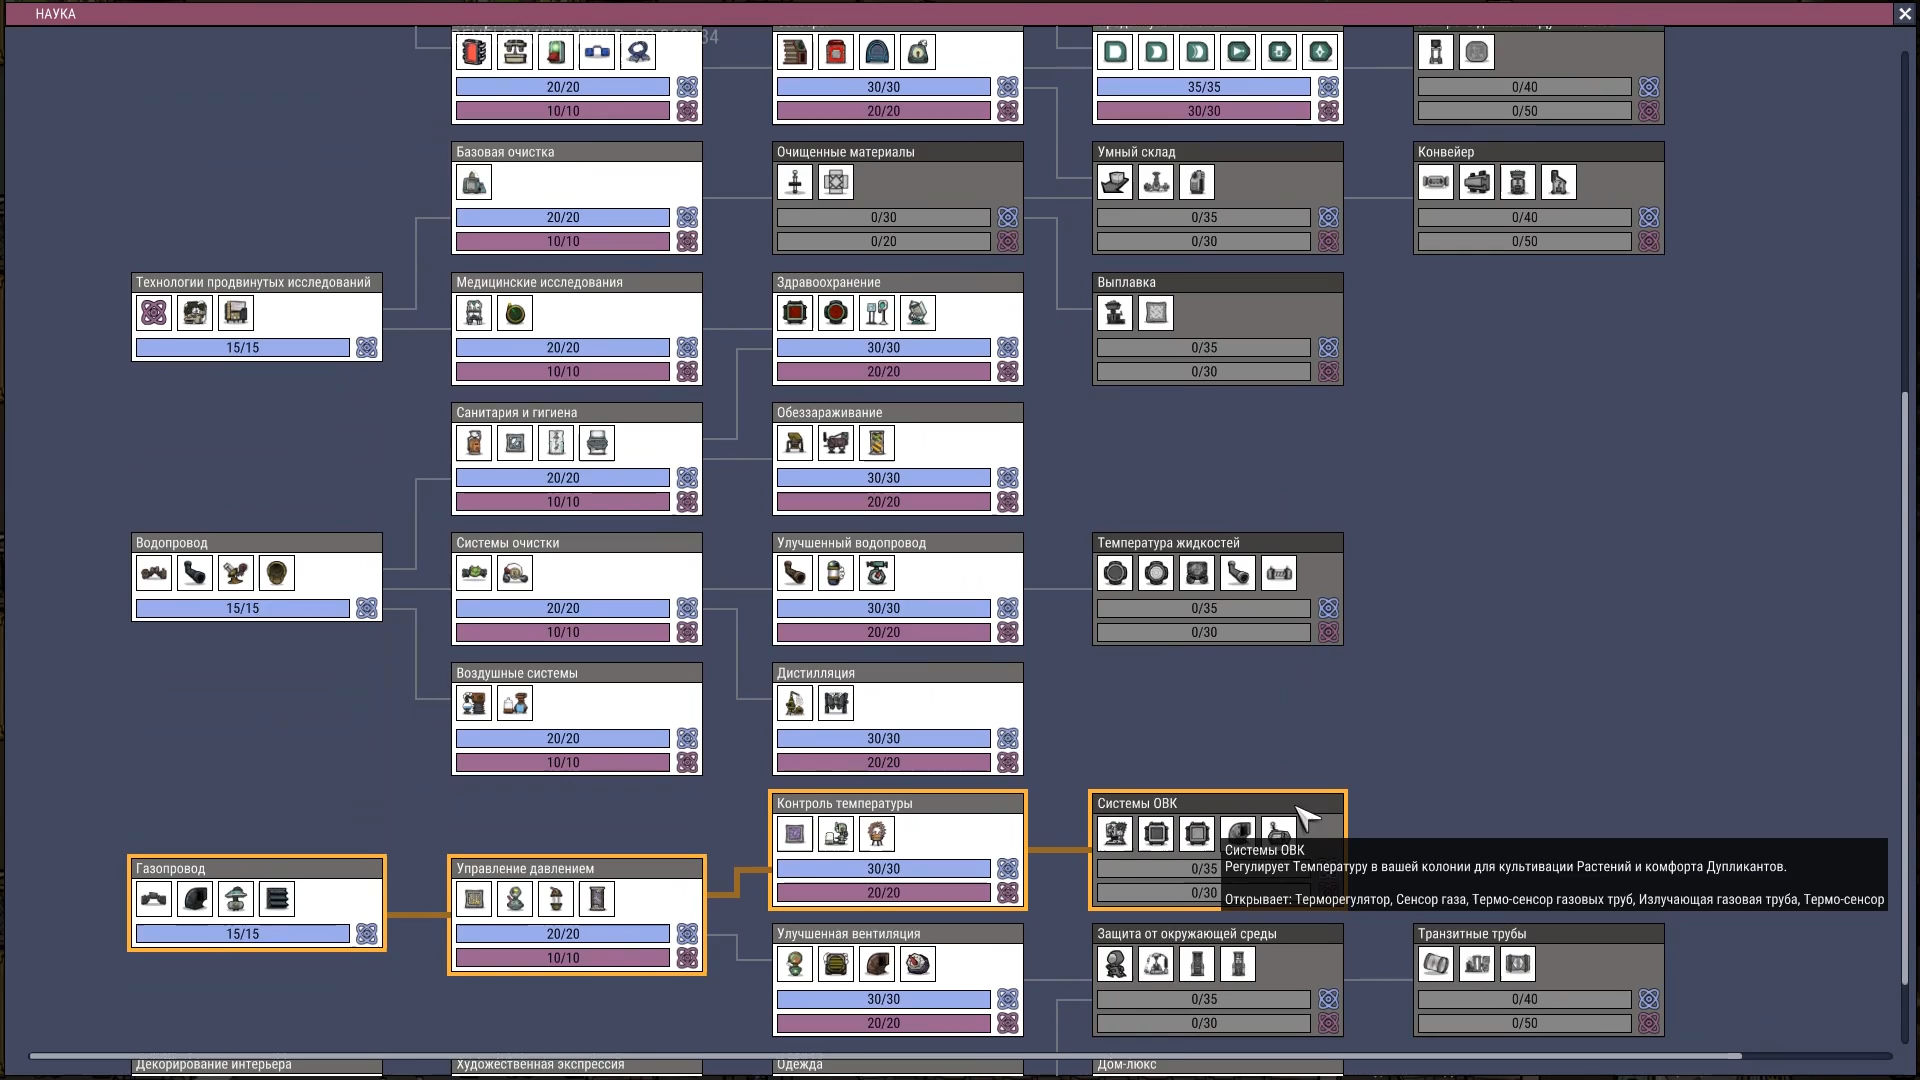 НАУКА
20/20
10/10
30/30
20/20
35/35
30/30
0/40
0/50
Базовая очистка
20/20
10/10
Очищенные материалы
0/30
0/20
Умный склад
0/35
0/30
Конвейер
0/40
0/50
Технологии продвинутых исследований
15/15
Медицинские исследования
20/20
10/10
Здравоохранение
30/30
20/20
Выплавка
0/35
0/30
Санитария и гигиена
20/20
10/10
Обеззараживание
30/30
20/20
Водопровод
15/15
Системы очистки
20/20
10/10
Улучшенный водопровод
30/30
20/20
Температура жидкостей
0/35
0/30
Воздушные системы
20/20
10/10
Дистилляция
30/30
20/20
Контроль температуры
30/30
20/20
Системы ОВК
0/35
0/30
Системы ОВК
Регулирует Температуру в вашей колонии для культивации Растений и комфорта Дупликантов.
Открывает: Терморегулятор, Сенсор газа, Термо-сенсор газовых труб, Излучающая газовая труба, Термо-сенсор
Газопровод
15/15
Управление давлением
20/20
10/10
Улучшенная вентиляция
30/30
20/20
Защита от окружающей среды
0/35
0/30
Транзитные трубы
0/40
0/50
Декорирование интерьера
Художественная экспрессия
Одежда
Дом-люкс